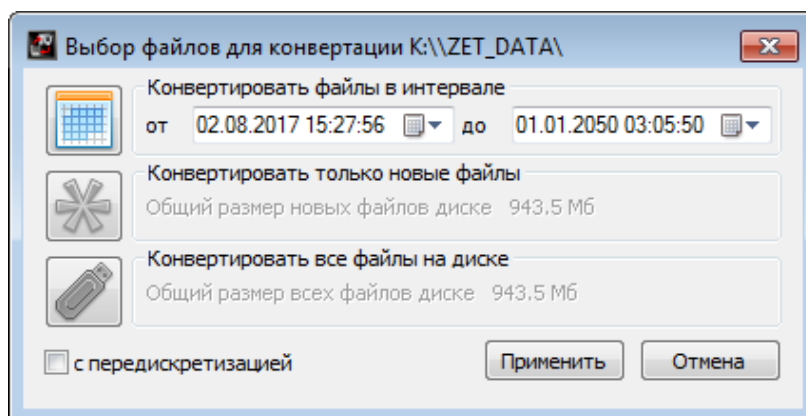 Выбор файлов для конвертации K:\\ZET_DATA\
Конвертировать файлы в интервале
от 02.08.2017 15:27:56 до 01.01.2050 03:05:50
Конвертировать только новые файлы
Общий размер новых файлов диске 943.5 Мб
Конвертировать все файлы на диске
Общий размер всех файлов диске 943.5 Мб
с передискретизацией Применить Отмена